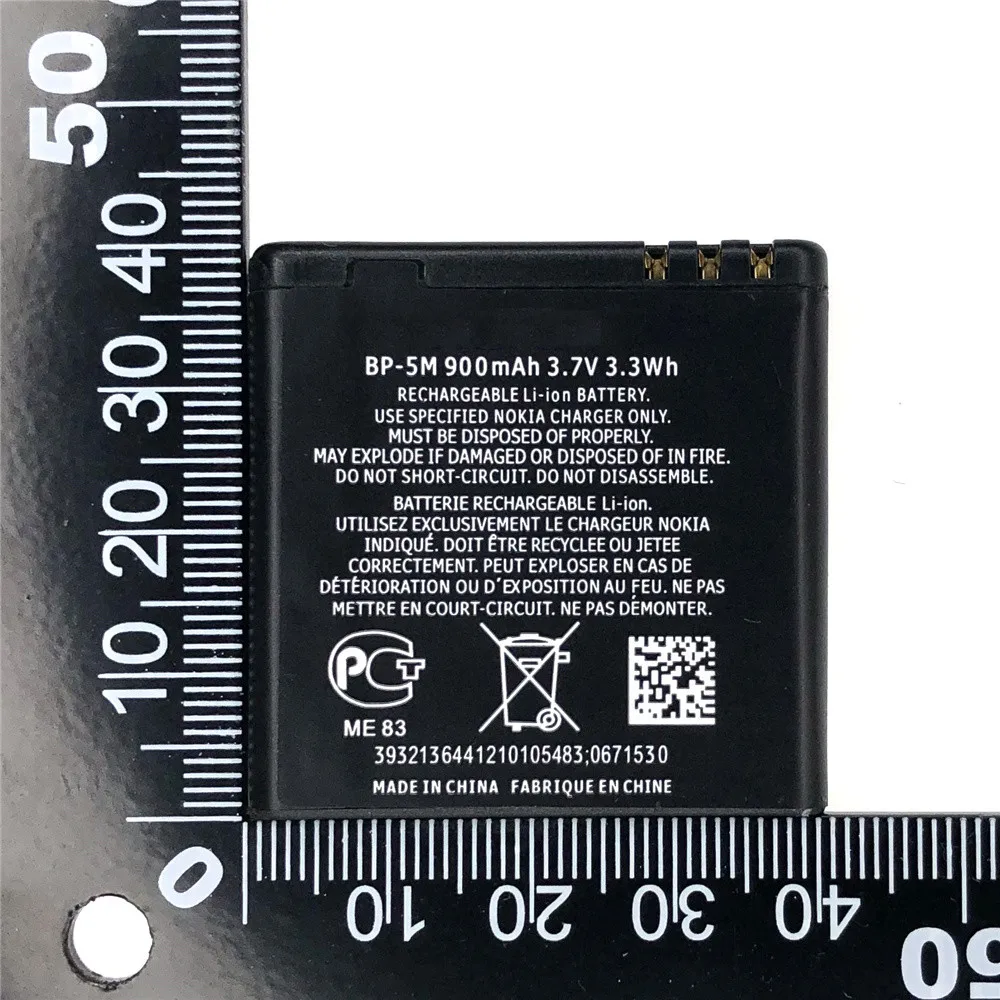 50
40
30
20
10
0
BP-5M 900mAh 3.7V 3.3Wh
RECHARGEABLE Li-ion BATTERY.
USE SPECIFIED NOKIA CHARGER ONLY.
MUST BE DISPOSED OF PROPERLY.
MAY EXPLODE IF DAMAGED OR DISPOSED OF IN FIRE.
DO NOT SHORT-CIRCUIT. DO NOT DISASSEMBLE.
BATTERIE RECHARGEABLE Li-ion.
UTILISEZ EXCLUSIVEMENT LE CHARGEUR NOKIA
INDIQUÉ. DOIT ÊTRE RECYCLEE OU JETEE
CORRECTEMENT. PEUT EXPLOSER EN CAS DE
DÉTÉRIORATION OU D´EXPOSITION AU FEU. NE PAS
METTRE EN COURT-CIRCUIT. NE PAS DÉMONTER.
PCT
ME 83
3932136441210105483;0671530
MADE IN CHINA FABRIQUE EN CHINE
10 20 30 40 50